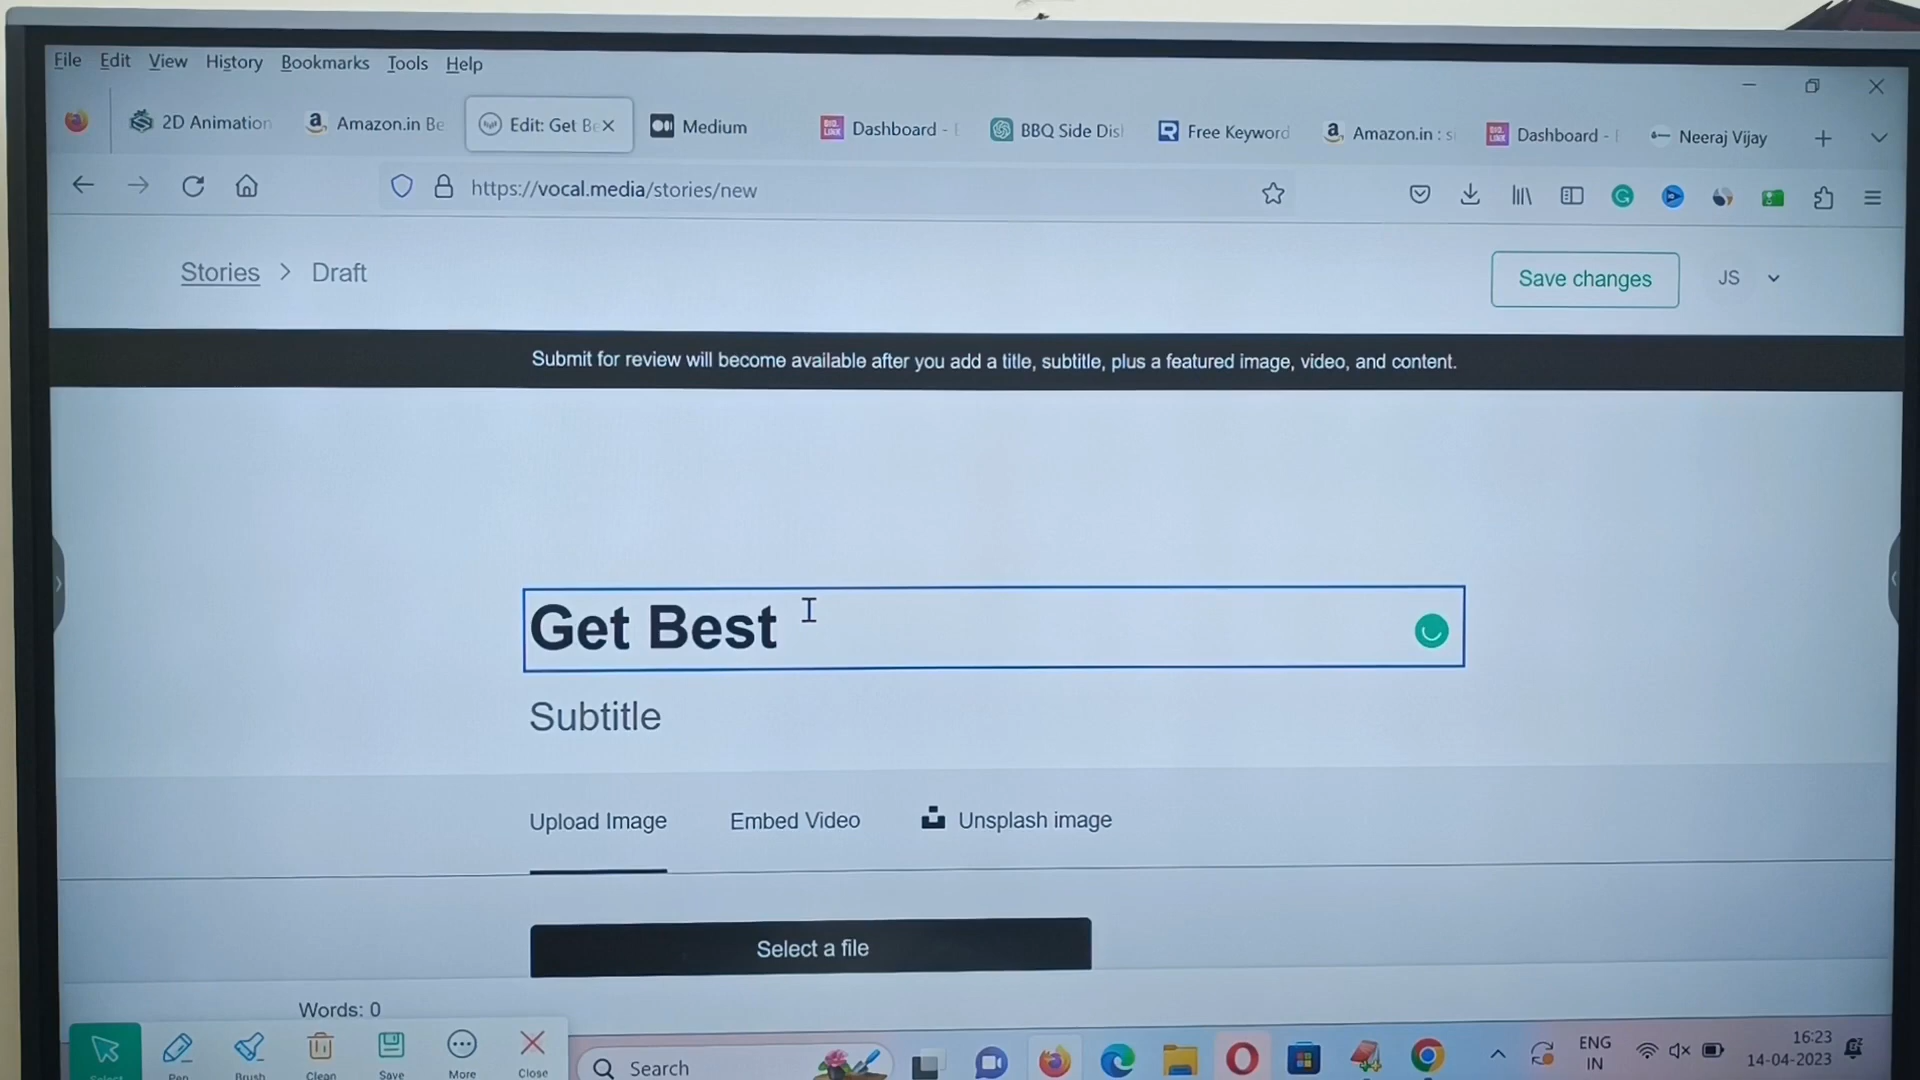 File Edit View History Bookmarks Tools Help
2D Animation
Amazon.in Be
Edit: Get Be
Medium
Dashboard -
BBQ Side Dis
Free Keyword
Amazon.in : s
Dashboard -
Neeraj Vijay
https://vocal.media/stories/new
Stories > Draft
Save changes
JS
Submit for review will become available after you add a title, subtitle, plus a featured image, video, and content.
Get Best
Subtitle
Upload Image Embed Video Unsplash image
Select a file
Words: 0
Select Pen Brush Clean Save More Close
Search
ENG
IN
16:23
14-04-2023